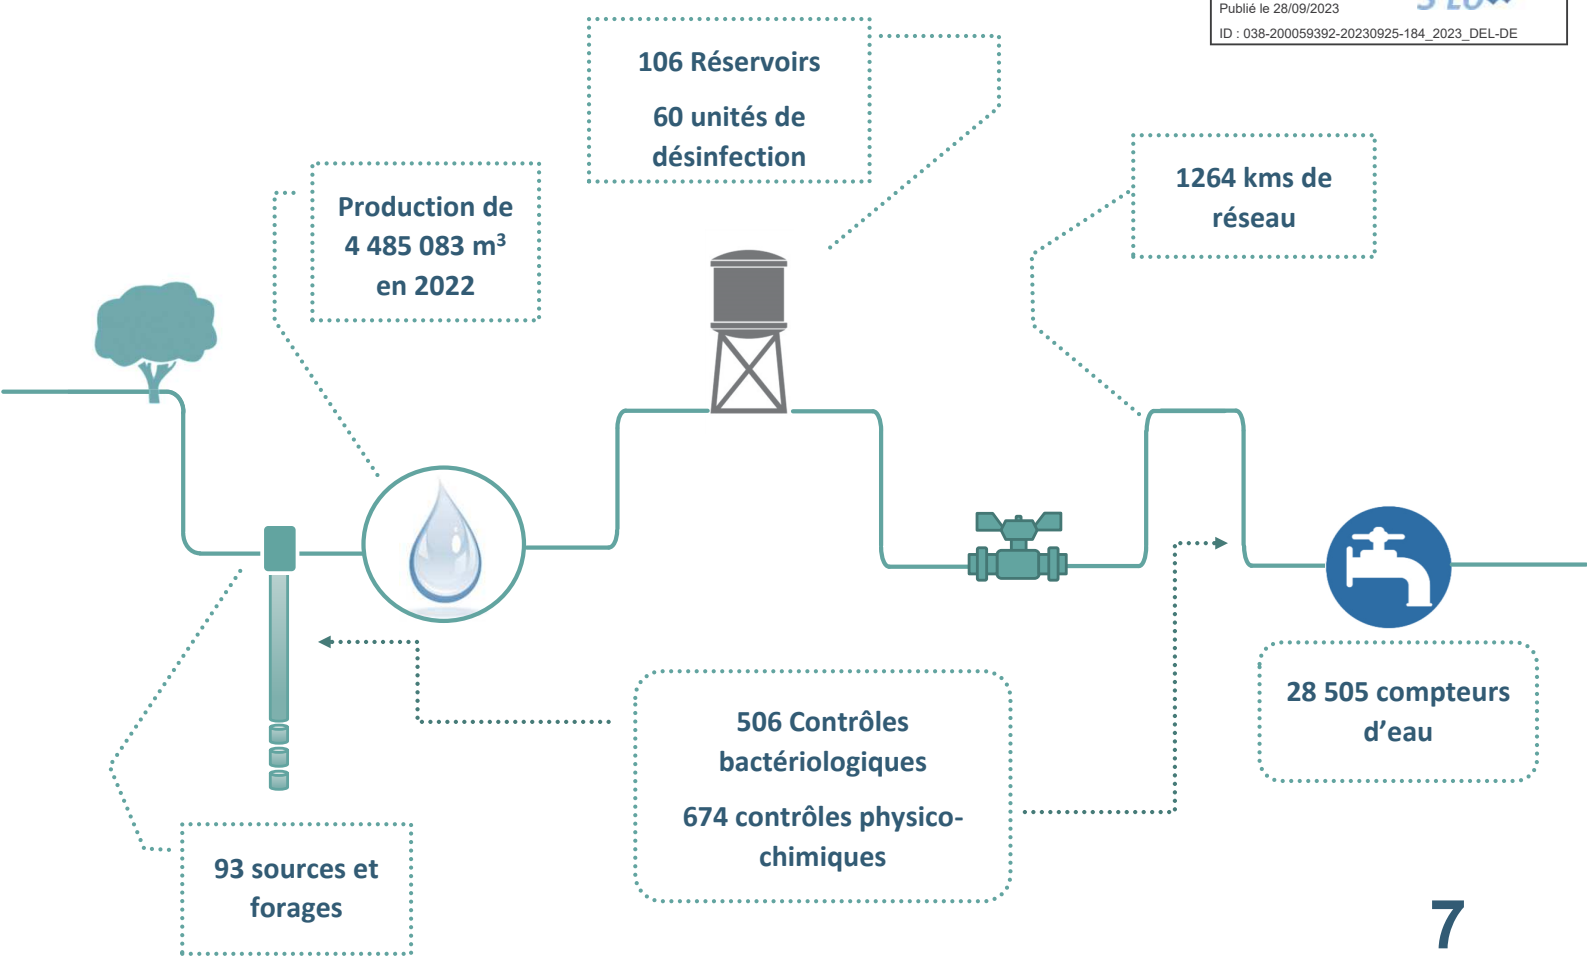 Publié le 28/09/2023
ID : 038-200059392-20230925-184_2023_DEL-DE
106 Réservoirs
60 unités de
désinfection
1264 kms de
réseau
Production de
4 485 083 m³
en 2022
28 505 compteurs
d’eau
506 Contrôles
bactériologiques
674 contrôles physico-
chimiques
93 sources et
forages
7